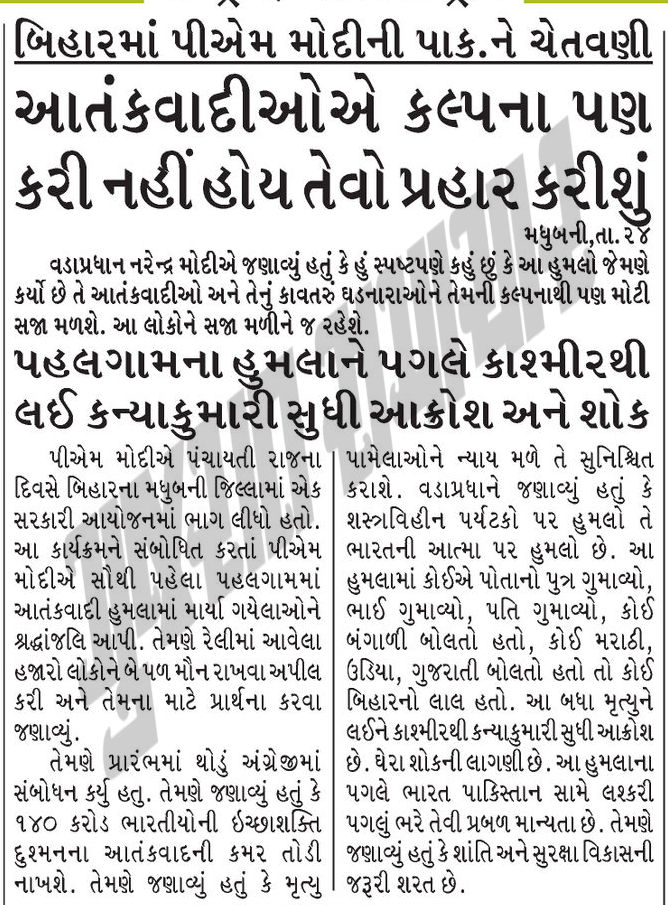 બિહારમાં પીએમ મોદીની પાક.ને ચેતવણી
આતંકવાદીઓએ કલ્પના પણ
કરી નહીં હોય તેવો પ્રહાર કરીશું
મધુબની,તા.૨૪
વડાપ્રધાન નરેન્દ્ર મોદીએ જણાવ્યું હતું કે હું સ્પષ્ટપણે કહું છું કે આ હુમલો જેમણે
કર્યો છે તે આતંકવાદીઓ અને તેનું કાવતરું ઘડનારાઓને તેમની કલ્પનાથી પણ મોટી
સજા મળશે. આ લોકોને સજા મળીને જ રહેશે.
પહલગામના હુમલાને પગલે કાશ્મીરથી
લઈ કન્યાકુમારી સુધી આક્રોશ અને શોક
પીએમ મોદીએ પંચાયતી રાજના
દિવસે બિહારના મધુબની જિલ્લામાં એક
સરકારી આયોજનમાં ભાગ લીધો હતો.
આ કાર્યક્રમને સંબોધિત કરતાં પીએમ
મોદીએ સૌથી પહેલા પહલગામમાં
આતંકવાદી હુમલામાં માર્યા ગયેલાઓને
શ્રદ્ધાંજલિ આપી. તેમણે રેલીમાં આવેલા
હજારો લોકોને બે પળ મૌન રાખવા અપીલ
કરી અને તેમના માટે પ્રાર્થના કરવા
જણાવ્યું.
તેમણે પ્રારંભમાં થોડું અંગ્રેજીમાં
સંબોધન કર્યુ હતુ. તેમણે જણાવ્યું હતું કે
૧૪૦ કરોડ ભારતીયોની ઇચ્છાશક્તિ
દુશ્મનના આતંકવાદની કમર તોડી
નાખશે. તેમણે જણાવ્યું હતું કે મૃત્યુ
પામેલાઓને ન્યાય મળે તે સુનિશ્ચિત
કરાશે. વડાપ્રધાને જણાવ્યું હતું કે
શસ્ત્રવિહીન પર્યટકો પર હુમલો તે
ભારતની આત્મા પર હુમલો છે. આ
હુમલામાં કોઈએ પોતાનો પુત્ર ગુમાવ્યો,
ભાઈ ગુમાવ્યો, પતિ ગુમાવ્યો, કોઈ
બંગાળી બોલતો હતો, કોઈ મરાઠી,
ઉડિયા, ગુજરાતી બોલતો હતો તો કોઈ
બિહારનો લાલ હતો. આ બધા મૃત્યુને
લઈને કાશ્મીરથી કન્યાકુમારી સુધી આક્રોશ
છે. ઘેરા શોકની લાગણી છે. આ હુમલાના
પગલે ભારત પાકિસ્તાન સામે લશ્કરી
પગલું ભરે તેવી પ્રબળ માન્યતા છે. તેમણે
જણાવ્યું હતું કે શાંતિ અને સુરક્ષા વિકાસની
જરૂરી શરત છે.